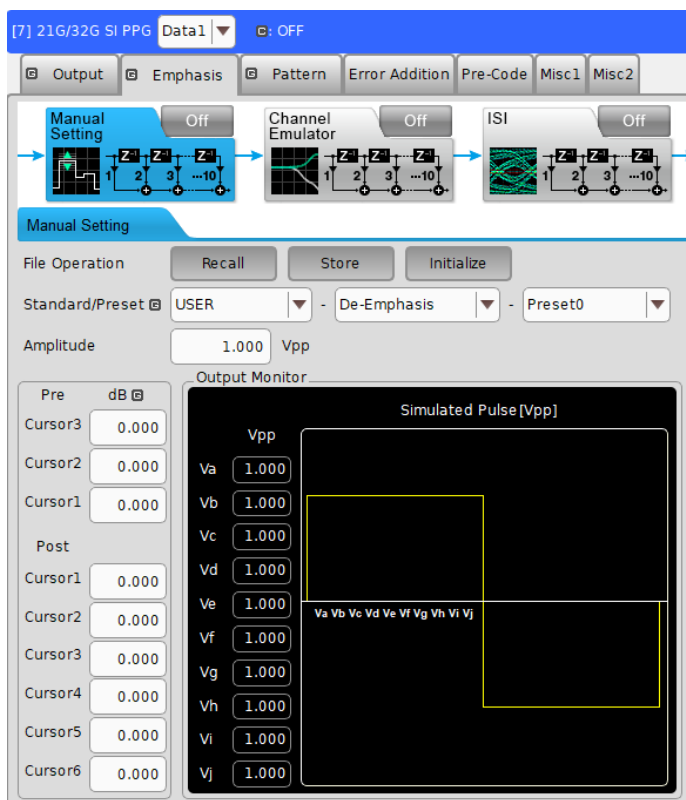 [7] 21G/32G SI PPG Data1 C: OFF
G Output G Emphasis G Pattern Error Addition Pre-Code Misc1 Misc2
Manual Setting Off
Z-1 Z-1 Z-1
1 2 3 ...10
Channel Emulator Off
Z-1 Z-1 Z-1
1 2 3 ...10
ISI Off
Z-1 Z-1 Z-1
1 2 3 ...10
Manual Setting
File Operation Recall Store Initialize
Standard/Preset G USER - De-Emphasis - Preset0
Amplitude 1.000 Vpp
Pre dB G
Cursor3 0.000
Cursor2 0.000
Cursor1 0.000
Post
Cursor1 0.000
Cursor2 0.000
Cursor3 0.000
Cursor4 0.000
Cursor5 0.000
Cursor6 0.000
Output Monitor
Simulated Pulse[Vpp]
Vpp
Va 1.000
Vb 1.000
Vc 1.000
Vd 1.000
Ve 1.000
Vf 1.000
Vg 1.000
Vh 1.000
Vi 1.000
Vj 1.000
Va Vb Vc Vd Ve Vf Vg Vh Vi Vj